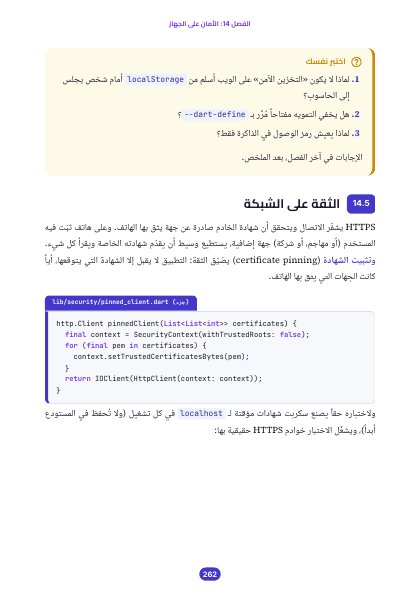 الفصل 14: الأمان على الجهاز
اختبر نفسك
1. لماذا لا يكون «التخزين الآمن» على الويب أسلم من localStorage أمام شخص يجلس
إلى الحاسوب؟
2. هل يخفي التمويه مفتاحاً مُرِّر بـ --dart-define ؟
3. لماذا يعيش رمز الوصول في الذاكرة فقط؟
الإجابات في آخر الفصل، بعد الملخص.
14.5 الثقة على الشبكة
HTTPS يشفّر الاتصال ويتحقق أن شهادة الخادم صادرة عن جهة يثق بها الهاتف. وعلى هاتف ثبّت فيه
المستخدم (أو مهاجم، أو شركة) جهة إضافية، يستطيع وسيط أن يقدّم شهادته الخاصة ويقرأ كل شيء.
وتثبيت الشهادة (certificate pinning) يضيّق الثقة: التطبيق لا يقبل إلا الشهادة التي يتوقعها، أياً
كانت الجهات التي يثق بها الهاتف.
lib/security/pinned_client.dart (جزء)
http.Client pinnedClient(List<List<int>> certificates) {
  final context = SecurityContext(withTrustedRoots: false);
  for (final pem in certificates) {
    context.setTrustedCertificatesBytes(pem);
  }
  return IOClient(HttpClient(context: context));
}
ولاختباره حقاً يصنع سكربت شهادات مؤقتة لـ localhost في كل تشغيل (ولا تُحفظ في المستودع
أبداً)، ويشغّل الاختبار خوادم HTTPS حقيقية بها:
262